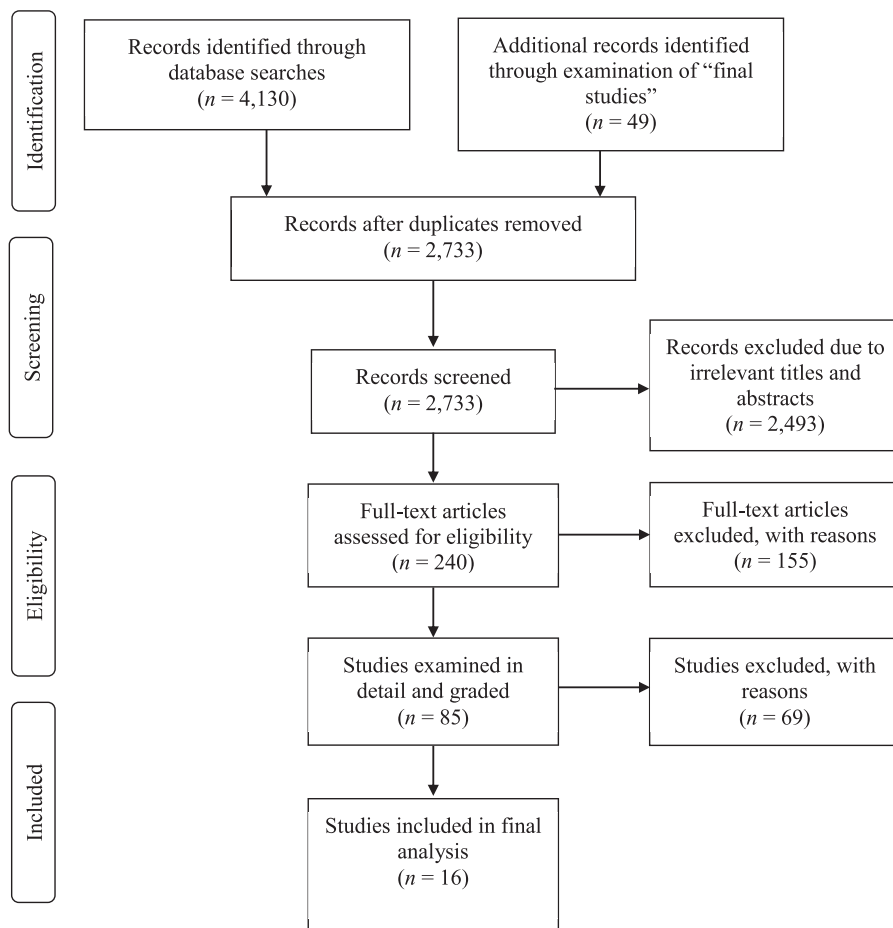 Identification
Records identified through
database searches
(n = 4,130)
Additional records identified
through examination of “final
studies”
(n = 49)
Records after duplicates removed
(n = 2,733)
Screening
Records screened
(n = 2,733)
Records excluded due to
irrelevant titles and
abstracts
(n = 2,493)
Eligibility
Full-text articles
assessed for eligibility
(n = 240)
Full-text articles
excluded, with reasons
(n = 155)
Studies examined in
detail and graded
(n = 85)
Studies excluded, with
reasons
(n = 69)
Included
Studies included in final
analysis
(n = 16)